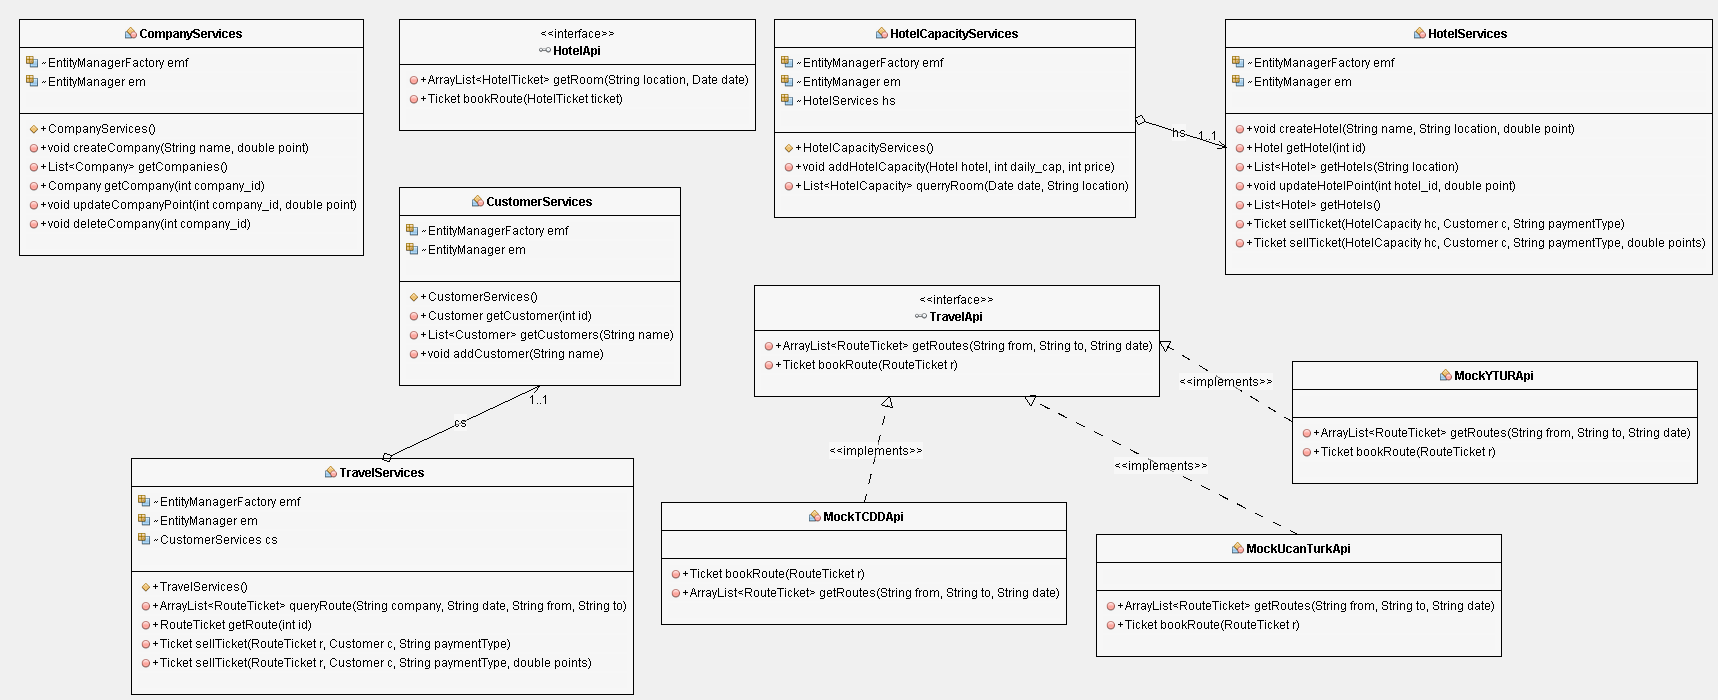 CompanyServices
~EntityManagerFactory emf
~EntityManager em
+CompanyServices()
+void createCompany(String name, double point)
+List<Company> getCompanies()
+Company getCompany(int company_id)
+void updateCompanyPoint(int company_id, double point)
+void deleteCompany(int company_id)
<<interface>>
HotelApi
+ArrayList<HotelTicket> getRoom(String location, Date date)
+Ticket bookRoute(HotelTicket ticket)
HotelCapacityServices
~EntityManagerFactory emf
~EntityManager em
~HotelServices hs
+HotelCapacityServices()
+void addHotelCapacity(Hotel hotel, int daily_cap, int price)
+List<HotelCapacity> querryRoom(Date date, String location)
hs
1..1
HotelServices
~EntityManagerFactory emf
~EntityManager em
+void createHotel(String name, String location, double point)
+Hotel getHotel(int id)
+List<Hotel> getHotels(String location)
+void updateHotelPoint(int hotel_id, double point)
+List<Hotel> getHotels()
+Ticket sellTicket(HotelCapacity hc, Customer c, String paymentType)
+Ticket sellTicket(HotelCapacity hc, Customer c, String paymentType, double points)
CustomerServices
~EntityManagerFactory emf
~EntityManager em
+CustomerServices()
+Customer getCustomer(int id)
+List<Customer> getCustomers(String name)
+void addCustomer(String name)
1..1
cs
<<interface>>
TravelApi
+ArrayList<RouteTicket> getRoutes(String from, String to, String date)
+Ticket bookRoute(RouteTicket r)
<<implements>>
<<implements>>
<<implements>>
MockYTURApi
+ArrayList<RouteTicket> getRoutes(String from, String to, String date)
+Ticket bookRoute(RouteTicket r)
TravelServices
~EntityManagerFactory emf
~EntityManager em
~CustomerServices cs
+TravelServices()
+ArrayList<RouteTicket> queryRoute(String company, String date, String from, String to)
+RouteTicket getRoute(int id)
+Ticket sellTicket(RouteTicket r, Customer c, String paymentType)
+Ticket sellTicket(RouteTicket r, Customer c, String paymentType, double points)
MockTCDDApi
+Ticket bookRoute(RouteTicket r)
+ArrayList<RouteTicket> getRoutes(String from, String to, String date)
MockUcanTurkApi
+ArrayList<RouteTicket> getRoutes(String from, String to, String date)
+Ticket bookRoute(RouteTicket r)